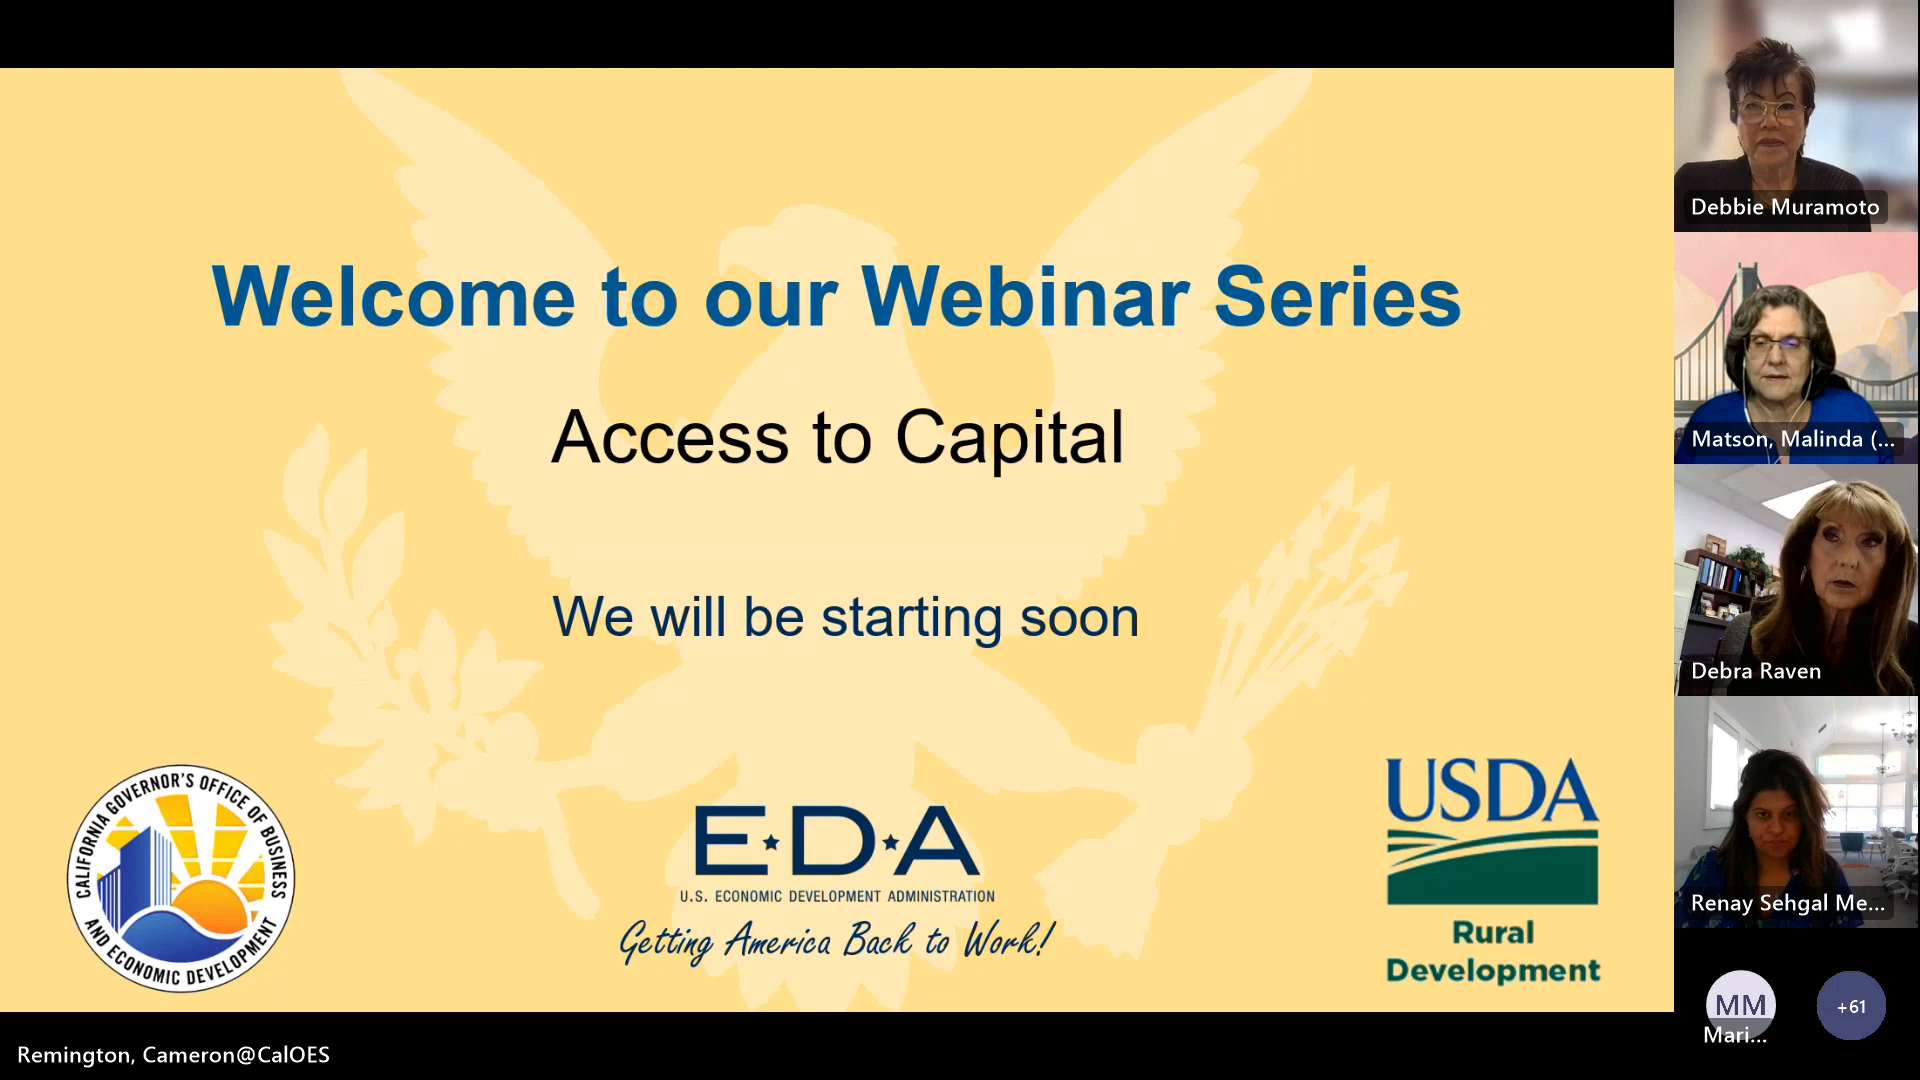 Welcome to our Webinar Series
Access to Capital
We will be starting soon
CALIFORNIA GOVERNOR'S OFFICE OF BUSINESS
AND ECONOMIC DEVELOPMENT
E★D★A
U.S. ECONOMIC DEVELOPMENT ADMINISTRATION
Getting America Back to Work!
USDA
Rural
Development
Remington, Cameron@CalOES
Debbie Muramoto
Matson, Malinda (...
Debra Raven
Renay Sehgal Me...
MM
Mari...
+61